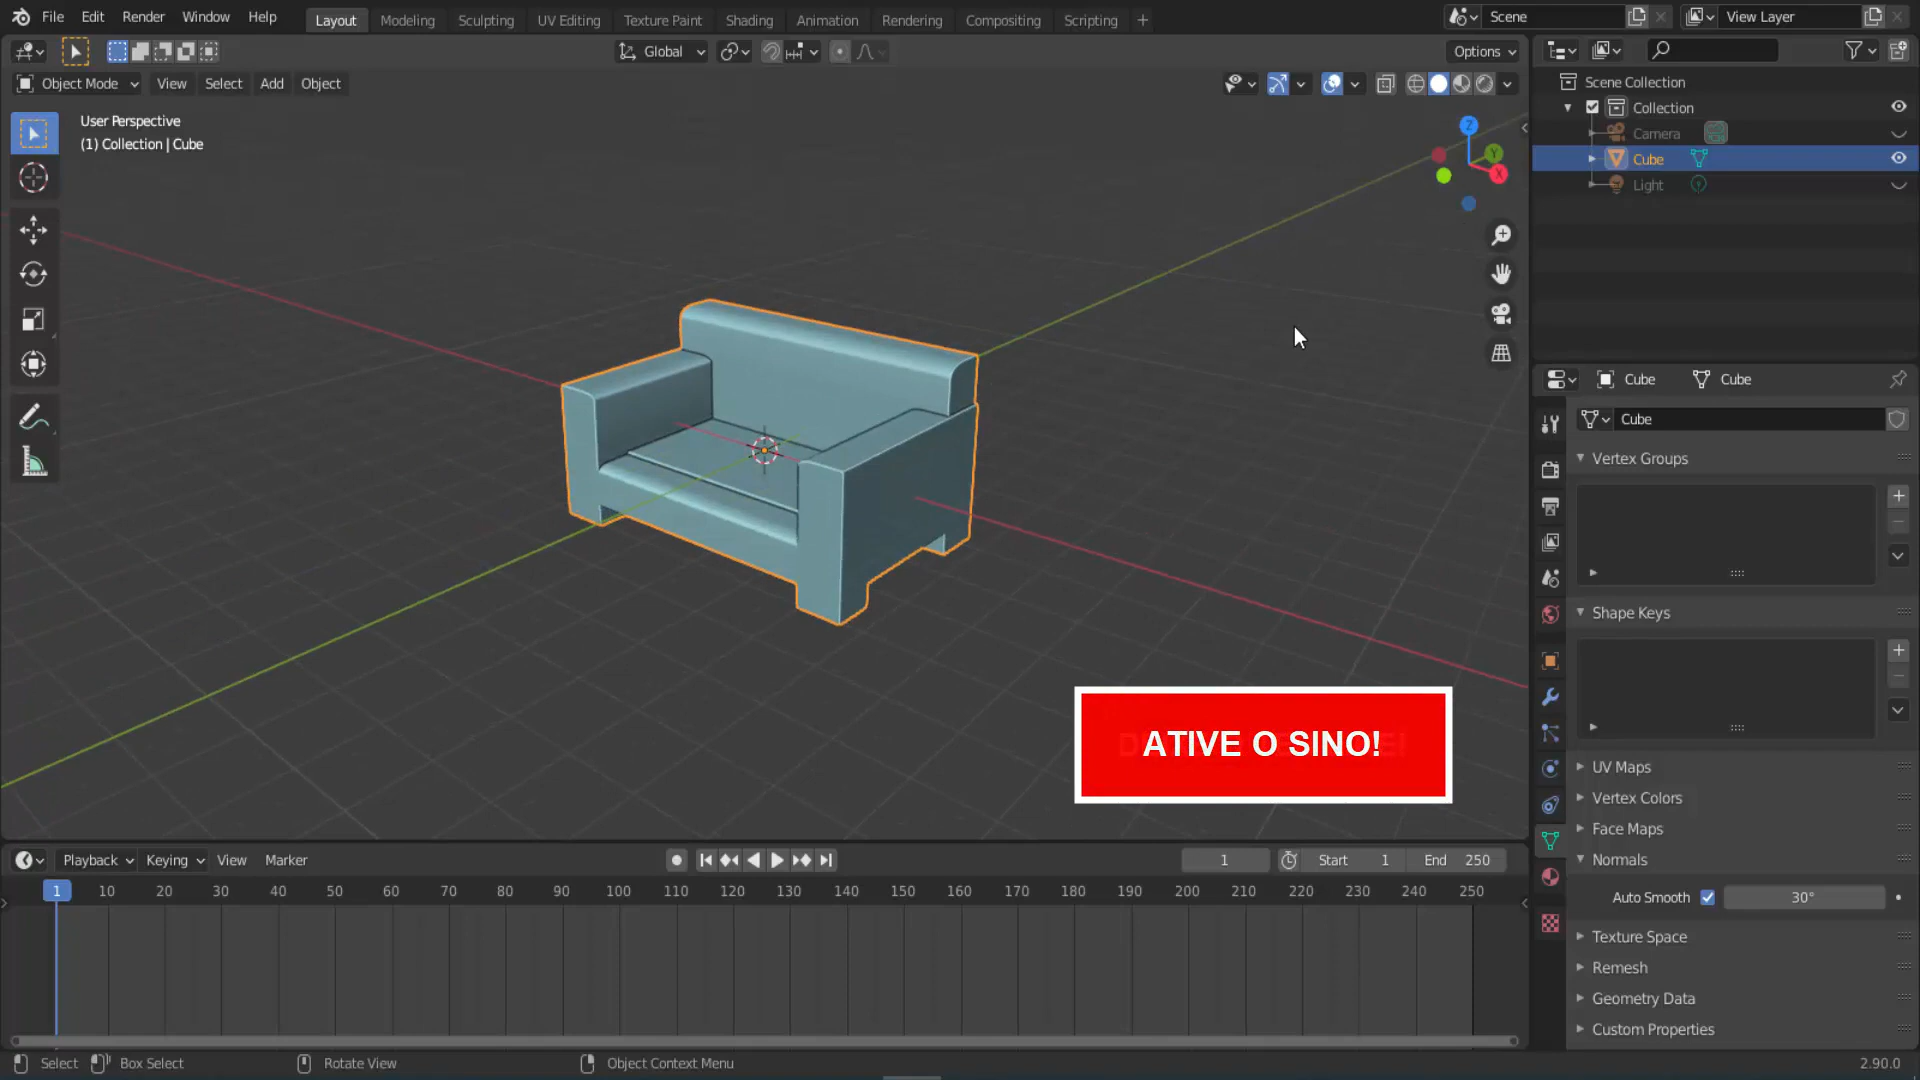 File Edit Render Window Help Layout Modeling Sculpting UV Editing Texture Paint Shading Animation Rendering Compositing Scripting + Scene View Layer
Global Options
Object Mode View Select Add Object
User Perspective
(1) Collection | Cube
Z
Y
X
Scene Collection
Collection
Camera
Cube
Light
Cube Cube
Cube
Vertex Groups
Shape Keys
UV Maps
Vertex Colors
Face Maps
Normals
Auto Smooth 30°
Texture Space
Remesh
Geometry Data
Custom Properties
ATIVE O SINO!
Playback Keying View Marker 1 Start 1 End 250
1 10 20 30 40 50 60 70 80 90 100 110 120 130 140 150 160 170 180 190 200 210 220 230 240 250
Select Box Select Rotate View Object Context Menu 2.90.0